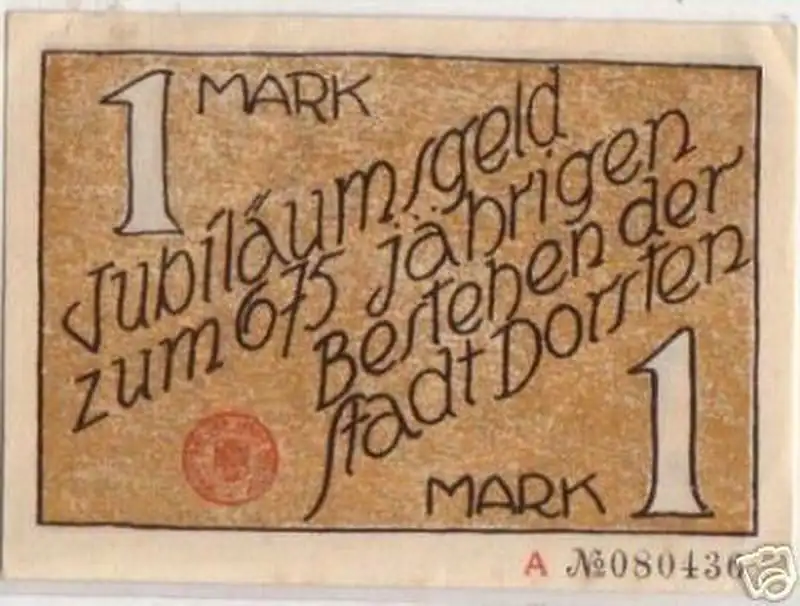 1 MARK
Jubiläumsgeld
zum 675 jährigen
Bestehen der
Stadt Dorsten
MARK 1
A №080436